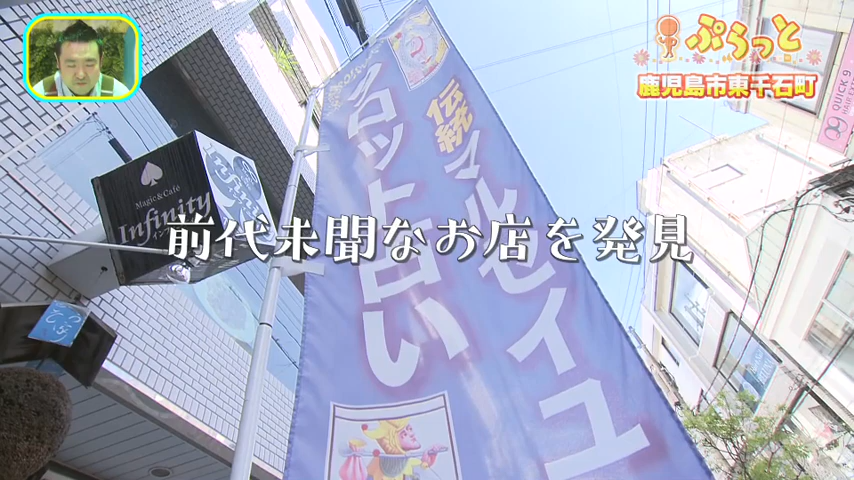 ぷらっと
鹿児島市東千石町
QUICK 9
Magic & Café
Infinity
伝統マルセイユ
タロット占い
前代未聞なお店を発見